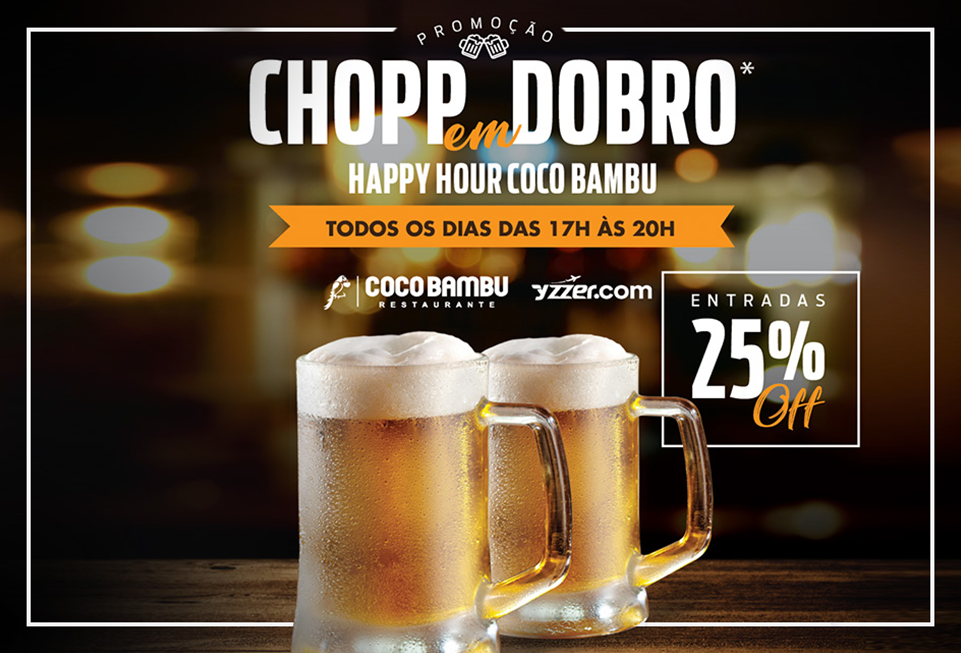 PROMOÇÃO
CHOPP em DOBRO*
HAPPY HOUR COCO BAMBU
TODOS OS DIAS DAS 17H ÀS 20H
COCO BAMBU
RESTAURANTE
yzzer.com
ENTRADAS
25%
Off